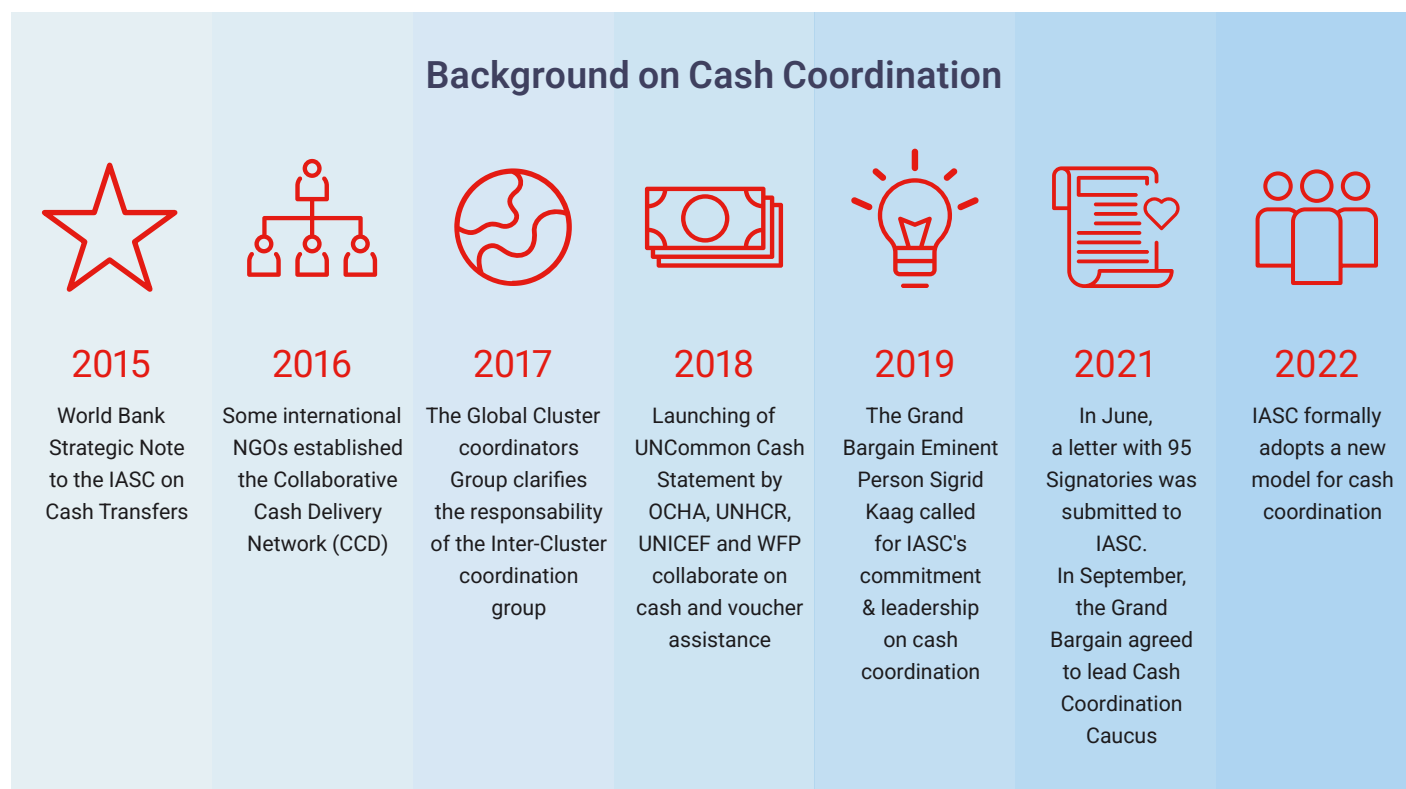 Background on Cash Coordination
2015
World Bank
Strategic Note
to the IASC on
Cash Transfers
2016
Some international
NGOs established
the Collaborative
Cash Delivery
Network (CCD)
2017
The Global Cluster
coordinators
Group clarifies
the responsability
of the Inter-Cluster
coordination
group
2018
Launching of
UNCommon Cash
Statement by
OCHA, UNHCR,
UNICEF and WFP
collaborate on
cash and voucher
assistance
2019
The Grand
Bargain Eminent
Person Sigrid
Kaag called
for IASC's
commitment
& leadership
on cash
coordination
2021
In June,
a letter with 95
Signatories was
submitted to
IASC.
In September,
the Grand
Bargain agreed
to lead Cash
Coordination
Caucus
2022
IASC formally
adopts a new
model for cash
coordination